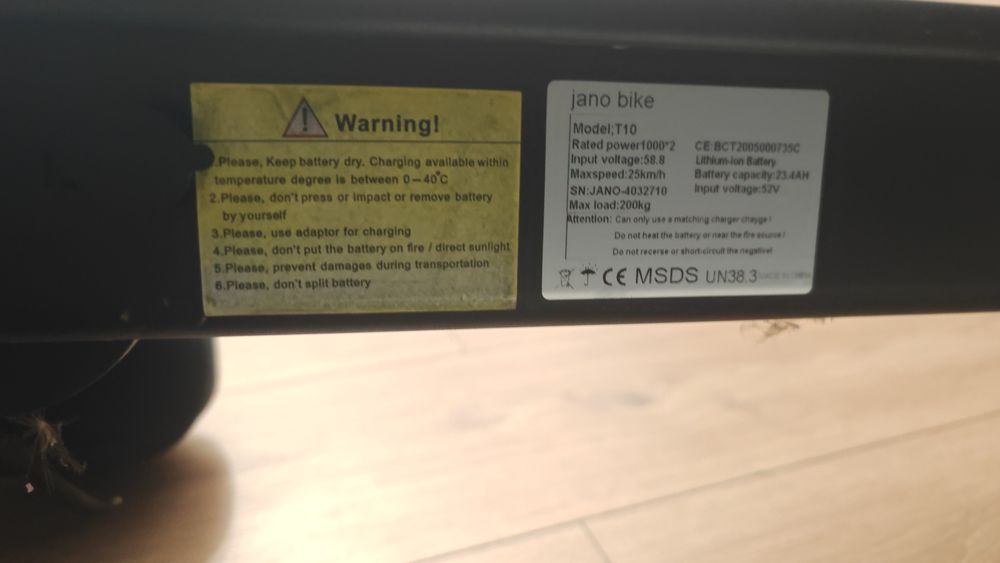 Warning!
1.Please, Keep battery dry. Charging available within
temperature degree is between 0—40°C
2.Please, don't press or impact or remove battery
by yourself
3.Please, use adaptor for charging
4.Please, don't put the battery on fire / direct sunlight
5.Please, prevent damages during transportation
6.Please, don't split battery
jano bike
Model;T10
Rated power1000*2
Input voltage:58.8
Maxspeed:25km/h
SN:JANO-4032710
Max load:200kg
CE:BCT2005000735C
Lithium-ion Battery
Battery capacity:23.4AH
Input voltage:52V
Attention: Can only use a matching charger chayge!
Do not heat the battery or near the fire source!
Do not recerse or short-circuit the negative!
CE MSDS UN38.3 MADE IN CHINA